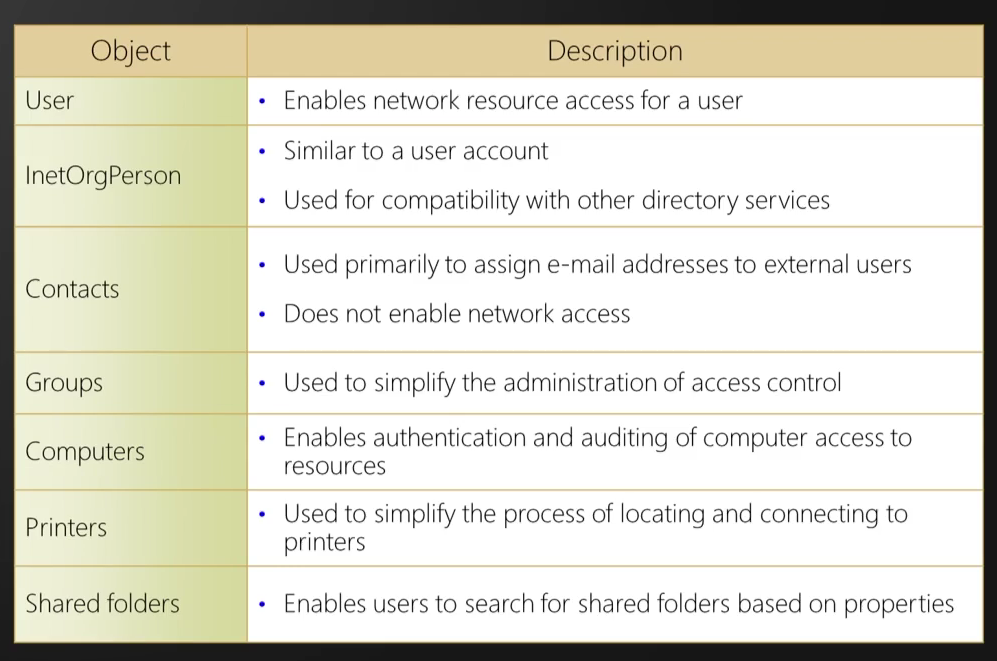 Object
Description
User
• Enables network resource access for a user
InetOrgPerson
• Similar to a user account
• Used for compatibility with other directory services
Contacts
• Used primarily to assign e-mail addresses to external users
• Does not enable network access
Groups
• Used to simplify the administration of access control
Computers
• Enables authentication and auditing of computer access to
resources
Printers
• Used to simplify the process of locating and connecting to
printers
Shared folders
• Enables users to search for shared folders based on properties